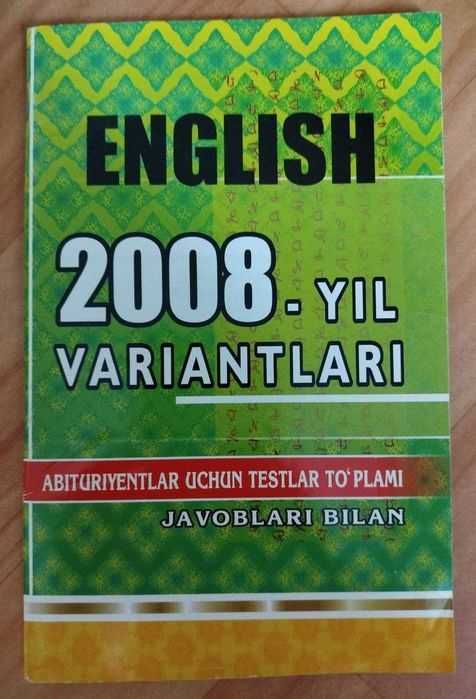 ENGLISH
2008 - YIL
VARIANTLARI
ABITURIYENTLAR UCHUN TESTLAR TO‘PLAMI
JAVOBLARI BILAN